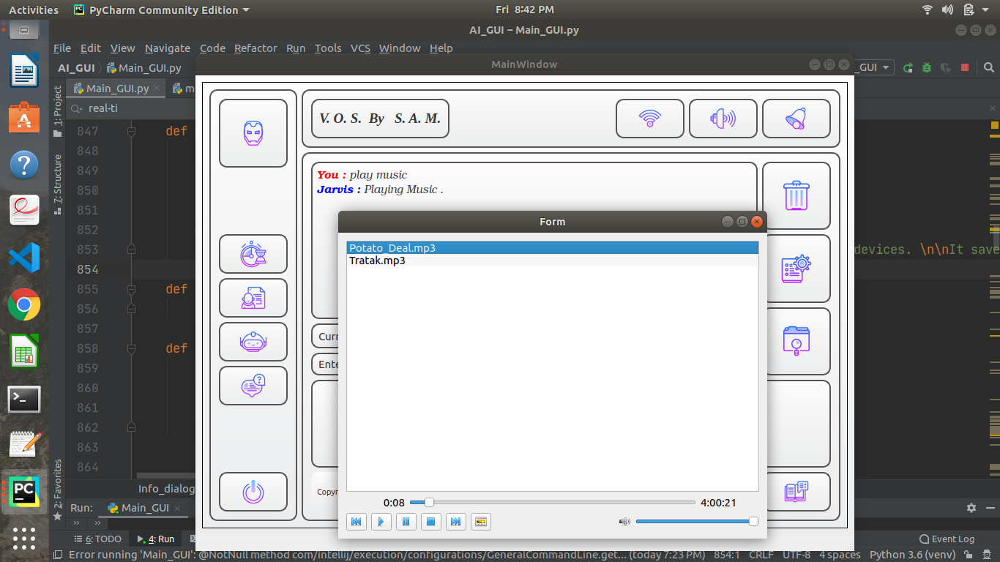 Activities PyCharm Community Edition Fri 8:42 PM
AI_GUI – Main_GUI.py
File Edit View Navigate Code Refactor Run Tools VCS Window Help
AI_GUI Main_GUI.py _GUI
MainWindow
Main_GUI.py m
real-ti
1: Project
7: Structure
2: Favorites
847 def
848
849
850
851
852
853 devices. \n\nIt save
854
855 def
856
857
858 def
859
860
861
862
863
864
V. O. S. By S. A. M.
You : play music
Jarvis : Playing Music .
Curr
Ente
Copyr
Form
Potato_Deal.mp3
Tratak.mp3
0:08 4:00:21
Info_dialog
Run: Main_GUI
6: TODO 4: Run Event Log
Error running 'Main_GUI': @NotNull method com/intellij/execution/configurations/GeneralCommandLine.get... (today 7:23 PM) 854:1 CRLF UTF-8 4 spaces Python 3.6 (venv)